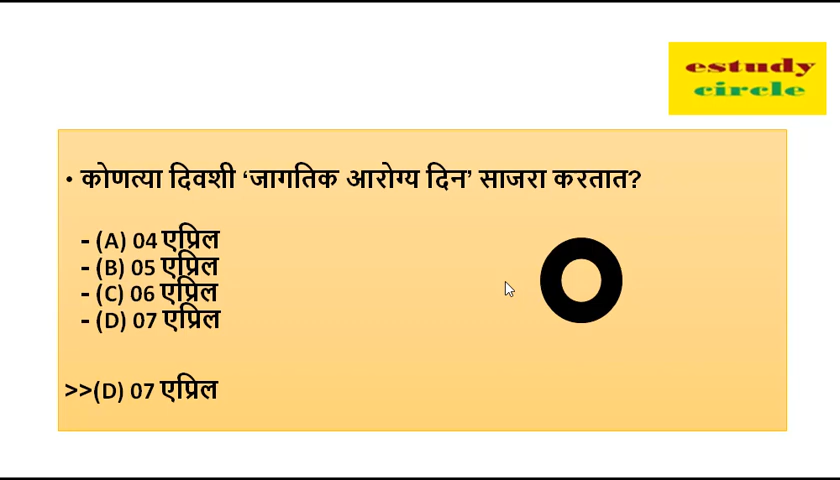 estudy
circle
• कोणत्या दिवशी ‘जागतिक आरोग्य दिन’ साजरा करतात?
- (A) 04 एप्रिल
- (B) 05 एप्रिल
- (C) 06 एप्रिल
- (D) 07 एप्रिल
>>(D) 07 एप्रिल